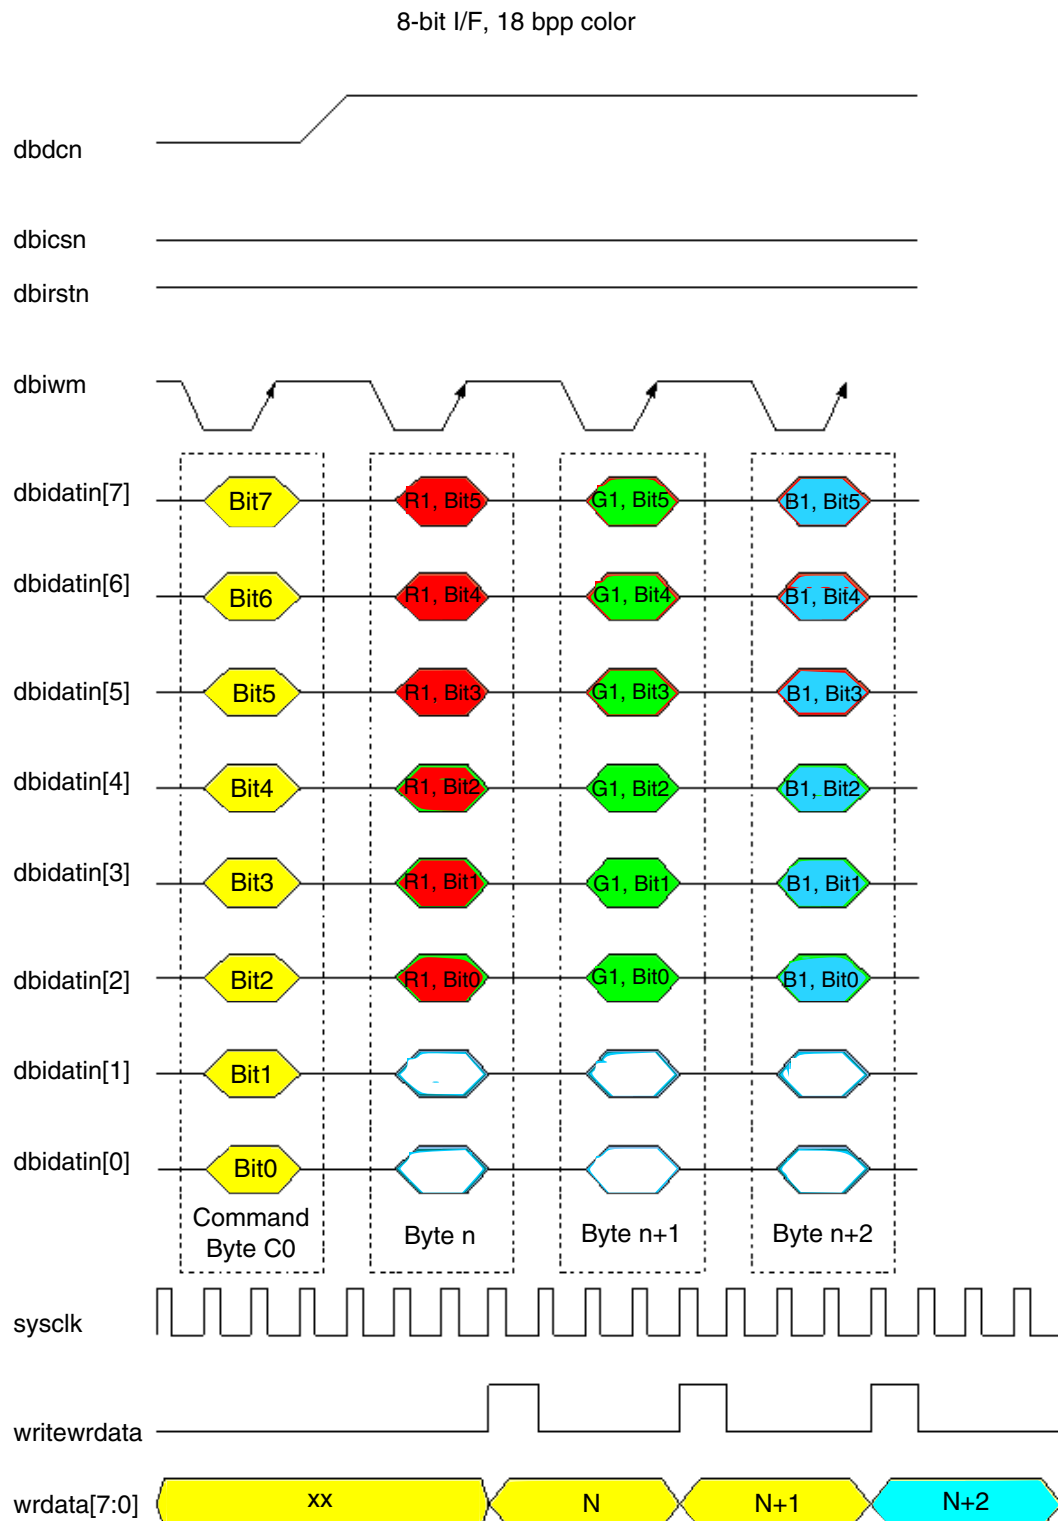 8-bit I/F, 18 bpp color
dbdcn
dbicsn
dbirstn
dbiwm
dbidatin[7] Bit7 R1, Bit5 G1, Bit5 B1, Bit5
dbidatin[6] Bit6 R1, Bit4 G1, Bit4 B1, Bit4
dbidatin[5] Bit5 R1, Bit3 G1, Bit3 B1, Bit3
dbidatin[4] Bit4 R1, Bit2 G1, Bit2 B1, Bit2
dbidatin[3] Bit3 R1, Bit1 G1, Bit1 B1, Bit1
dbidatin[2] Bit2 R1, Bit0 G1, Bit0 B1, Bit0
dbidatin[1] Bit1
dbidatin[0] Bit0
Command
Byte C0 Byte n Byte n+1 Byte n+2
sysclk
writewrdata
wrdata[7:0] xx N N+1 N+2